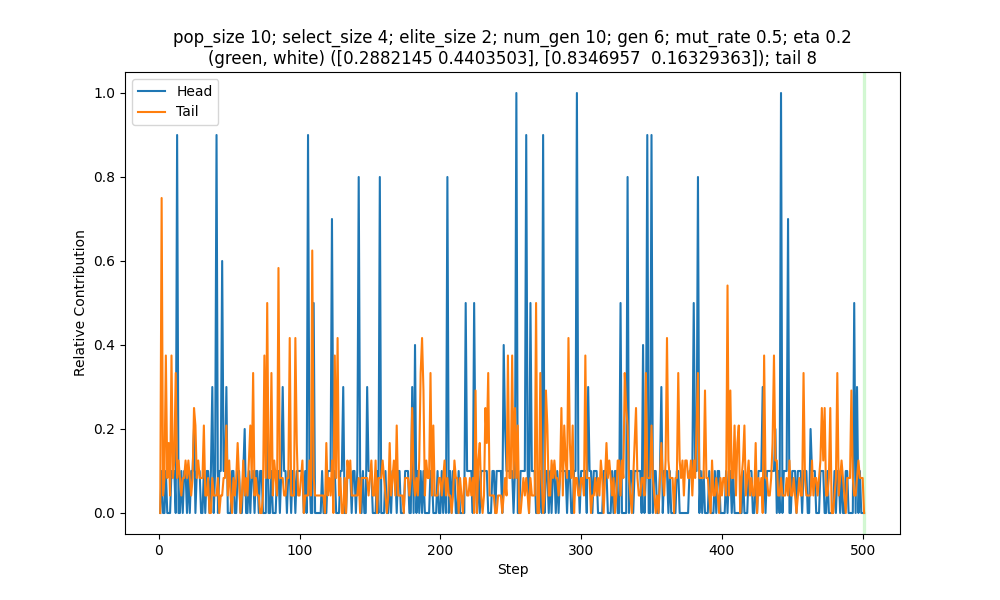 pop_size 10; select_size 4; elite_size 2; num_gen 10; gen 6; mut_rate 0.5; eta 0.2
(green, white) ([0.2882145 0.4403503], [0.8346957  0.16329363]); tail 8
Head
Tail
1.0
0.8
0.6
0.4
0.2
0.0
Relative Contribution
0
100
200
300
400
500
Step